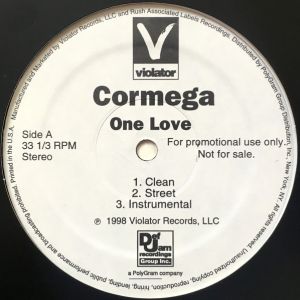 Manufactured and Marketed by Violator Records, LLC and Rush Associated Labels Recordings. Distributed by PolyGram Group Distribution, Inc., New York, NY.
V
violator
Cormega
One Love
Side A
33 1/3 RPM
Stereo
For promotional use only.
Not for sale.
1. Clean
2. Street
3. Instrumental
℗ 1998 Violator Records, LLC
Def Jam
recordings
Group Inc.
a PolyGram company
Printed in the U.S.A.
All rights reserved. Unauthorized copying, reproduction, hiring, lending, public performance and broadcasting prohibited.